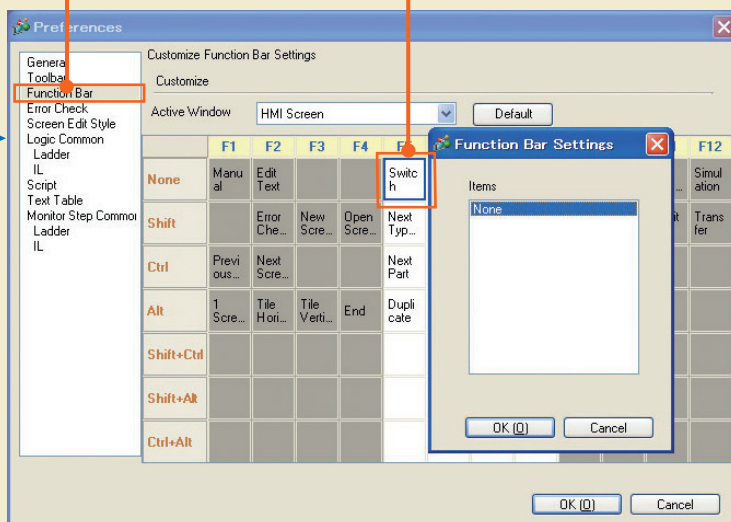 Preferences
General
Toolbar
Function Bar
Error Check
Screen Edit Style
Logic Common
Ladder
IL
Script
Text Table
Monitor Step Common
Ladder
IL
Customize Function Bar Settings
Customize
Active Window HMI Screen Default
F1 F2 F3 F4 F12
None Manu al Edit Text Switc h Simul ation
Shift Error Che... New Scre... Open Scre... Next Typ... Trans fer
Ctrl Previ ous... Next Scre... Next Part
Alt 1 Scre... Tile Hori... Tile Verti... End Dupli cate
Shift+Ctrl
Shift+Alt
Ctrl+Alt
Function Bar Settings
Items
None
OK (O) Cancel
OK (O) Cancel